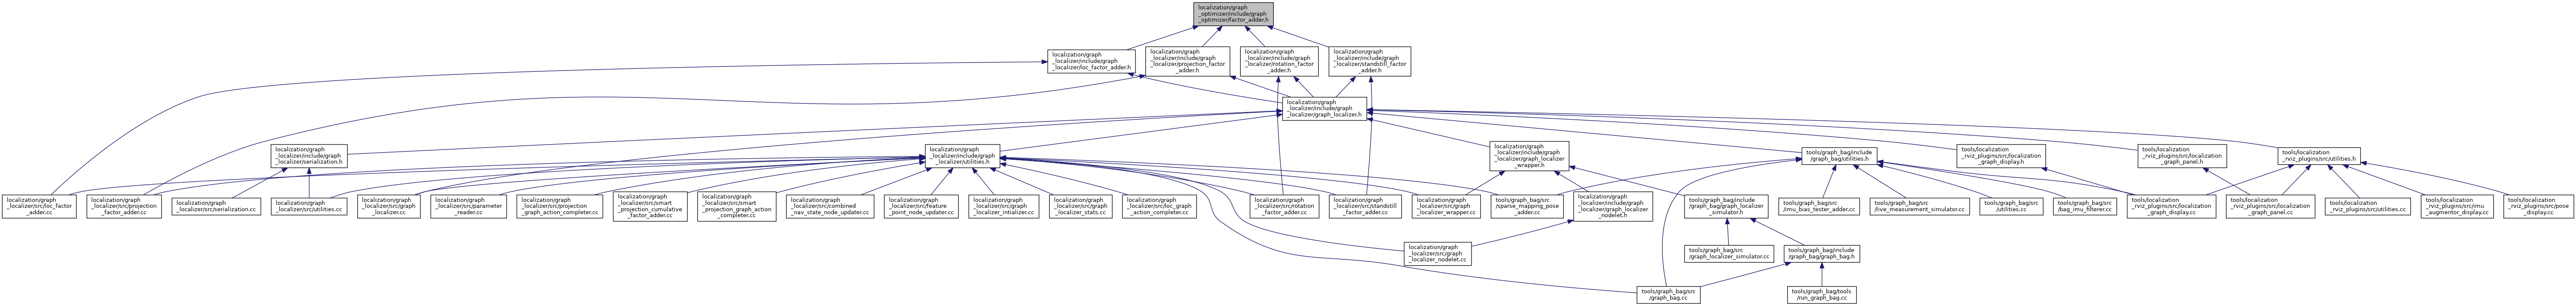 localization/graph
_optimizer/include/graph
_optimizer/factor_adder.h
localization/graph
_localizer/include/graph
_localizer/loc_factor_adder.h
localization/graph
_localizer/include/graph
_localizer/projection_factor
_adder.h
localization/graph
_localizer/include/graph
_localizer/rotation_factor
_adder.h
localization/graph
_localizer/include/graph
_localizer/standstill_factor
_adder.h
localization/graph
_localizer/include/graph
_localizer/graph_localizer.h
localization/graph
_localizer/include/graph
_localizer/serialization.h
localization/graph
_localizer/include/graph
_localizer/utilities.h
localization/graph
_localizer/include/graph
_localizer/graph_localizer
_wrapper.h
tools/graph_bag/include
/graph_bag/utilities.h
tools/localization
_rviz_plugins/src/localization
_graph_display.h
tools/localization
_rviz_plugins/src/localization
_graph_panel.h
tools/localization
_rviz_plugins/src/utilities.h
localization/graph
_localizer/src/loc_factor
_adder.cc
localization/graph
_localizer/src/projection
_factor_adder.cc
localization/graph
_localizer/src/serialization.cc
localization/graph
_localizer/src/utilities.cc
localization/graph
_localizer/src/graph
_localizer.cc
localization/graph
_localizer/src/parameter
_reader.cc
localization/graph
_localizer/src/projection
_graph_action_completer.cc
localization/graph
_localizer/src/smart
_projection_cumulative
_factor_adder.cc
localization/graph
_localizer/src/smart
_projection_graph_action
_completer.cc
localization/graph
_localizer/src/combined
_nav_state_node_updater.cc
localization/graph
_localizer/src/feature
_point_node_updater.cc
localization/graph
_localizer/src/graph
_localizer_intializer.cc
localization/graph
_localizer/src/graph
_localizer_stats.cc
localization/graph
_localizer/src/loc_graph
_action_completer.cc
localization/graph
_localizer/src/rotation
_factor_adder.cc
localization/graph
_localizer/src/standstill
_factor_adder.cc
localization/graph
_localizer/src/graph
_localizer_wrapper.cc
tools/graph_bag/src
/sparse_mapping_pose
_adder.cc
localization/graph
_localizer/include/graph
_localizer/graph_localizer
_nodelet.h
tools/graph_bag/include
/graph_bag/graph_localizer
_simulator.h
tools/graph_bag/src
/imu_bias_tester_adder.cc
tools/graph_bag/src
/live_measurement_simulator.cc
tools/graph_bag/src
/utilities.cc
tools/graph_bag/src
/bag_imu_filterer.cc
tools/localization
_rviz_plugins/src/localization
_graph_display.cc
tools/localization
_rviz_plugins/src/localization
_graph_panel.cc
tools/localization
_rviz_plugins/src/utilities.cc
tools/localization
_rviz_plugins/src/imu
_augmentor_display.cc
tools/localization
_rviz_plugins/src/pose
_display.cc
localization/graph
_localizer/src/graph
_localizer_nodelet.cc
tools/graph_bag/src
/graph_localizer_simulator.cc
tools/graph_bag/include
/graph_bag/graph_bag.h
tools/graph_bag/src
/graph_bag.cc
tools/graph_bag/tools
/run_graph_bag.cc